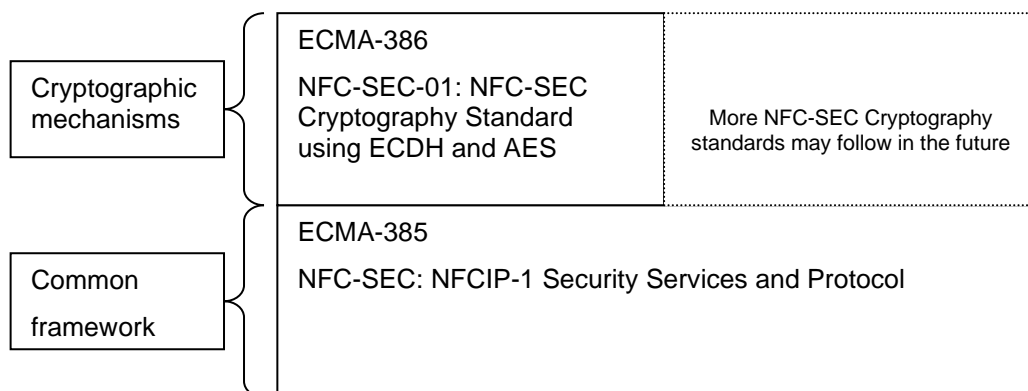 Cryptographic
mechanisms
ECMA-386
NFC-SEC-01: NFC-SEC
Cryptography Standard
using ECDH and AES
More NFC-SEC Cryptography
standards may follow in the future
Common
framework
ECMA-385
NFC-SEC: NFCIP-1 Security Services and Protocol